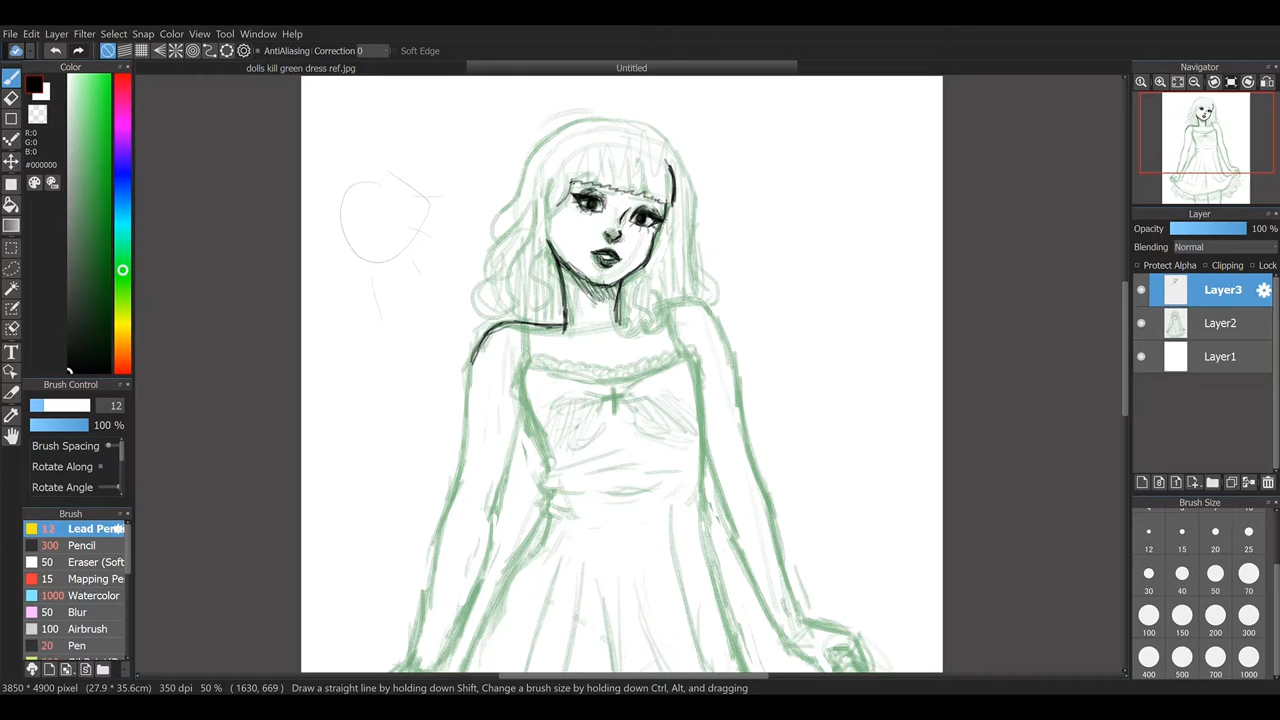 File Edit Layer Filter Select Snap Color View Tool Window Help
AntiAliasing Correction 0 Soft Edge
Color
dolls kill green dress ref.jpg
Untitled
Navigator
R:0
G:0
B:0
#000000
Layer
Opacity 100 %
Blending Normal
Protect Alpha Clipping Lock
Layer3
Layer2
Layer1
Brush Control
12
100 %
Brush Spacing
Rotate Along
Rotate Angle
Brush
12 Lead Pen
300 Pencil
50 Eraser (Soft
15 Mapping Pe
1000 Watercolor
50 Blur
100 Airbrush
20 Pen
Brush Size
12 15 20 25
30 40 50 70
100 150 200 300
400 500 700 1000
3850 * 4900 pixel (27.9 * 35.6cm) 350 dpi 50 % ( 1630, 669 ) Draw a straight line by holding down Shift, Change a brush size by holding down Ctrl, Alt, and dragging